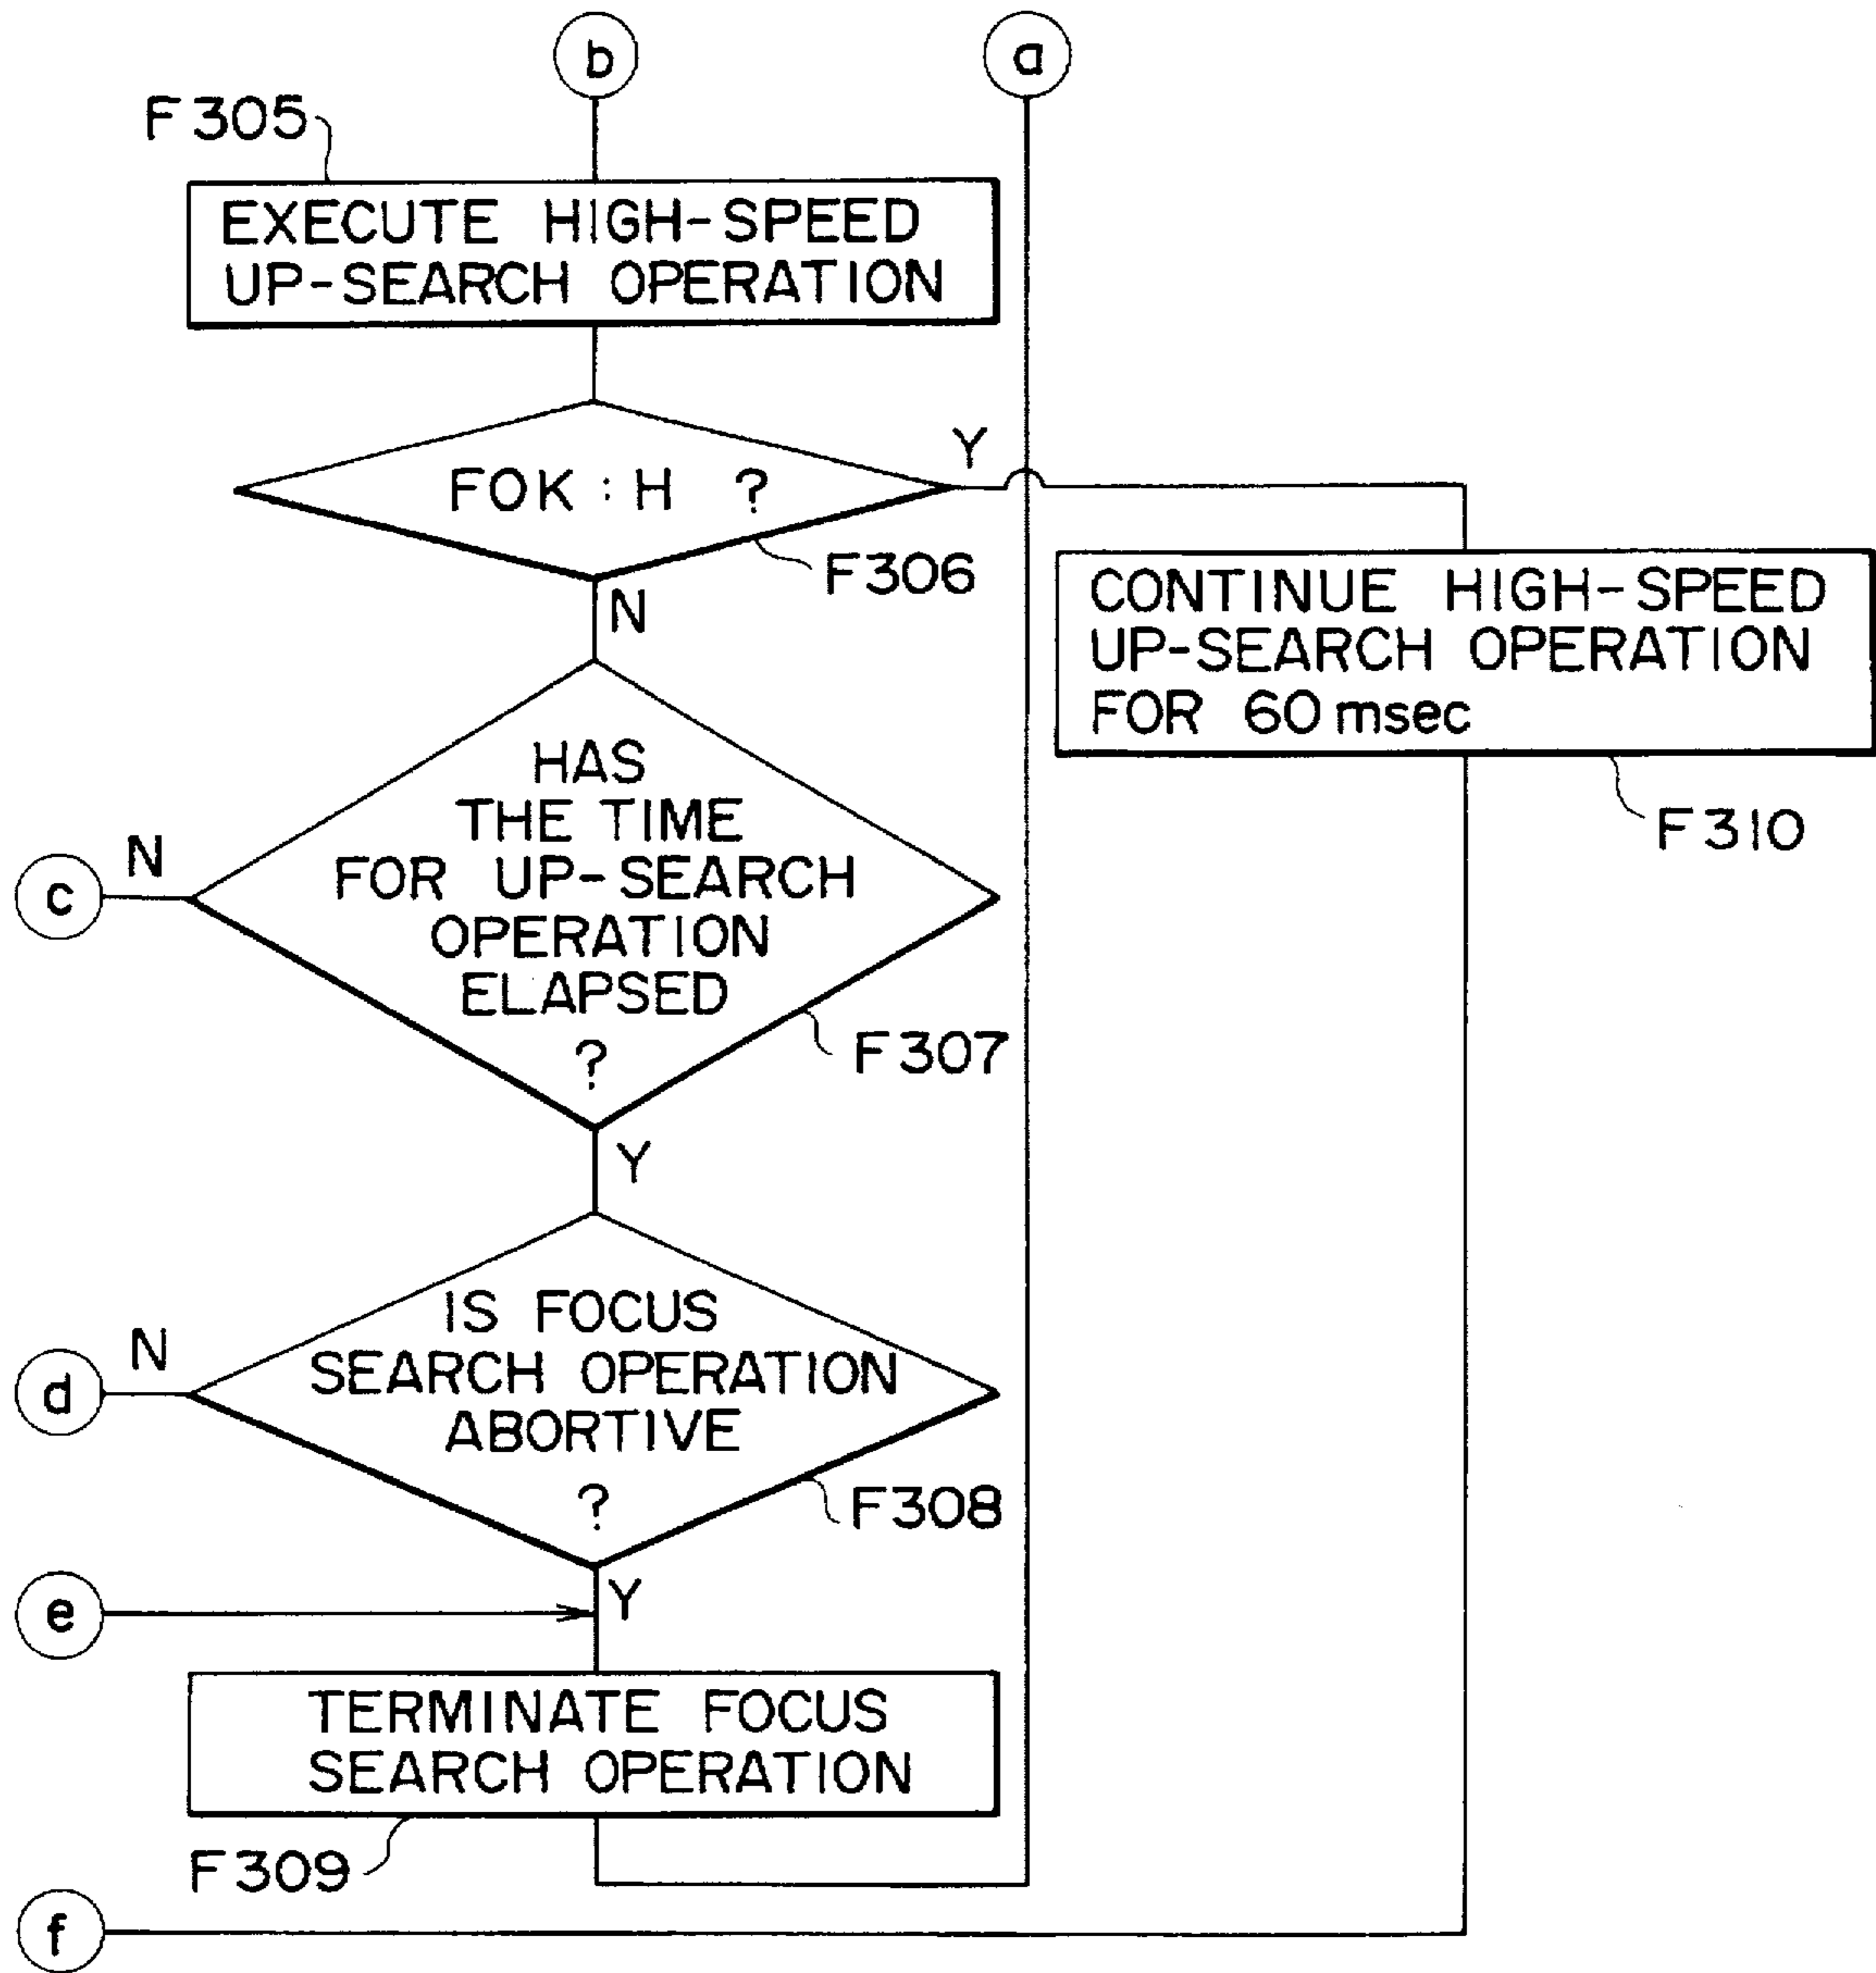 b
a
F305
EXECUTE HIGH-SPEED
UP-SEARCH OPERATION
FOK : H ?
Y
F306
N
CONTINUE HIGH-SPEED
UP-SEARCH OPERATION
FOR 60 msec
F310
HAS
THE TIME
FOR UP-SEARCH
OPERATION
ELAPSED
?
N
c
F307
Y
IS FOCUS
SEARCH OPERATION
ABORTIVE
?
N
d
F308
Y
e
TERMINATE FOCUS
SEARCH OPERATION
F309
f